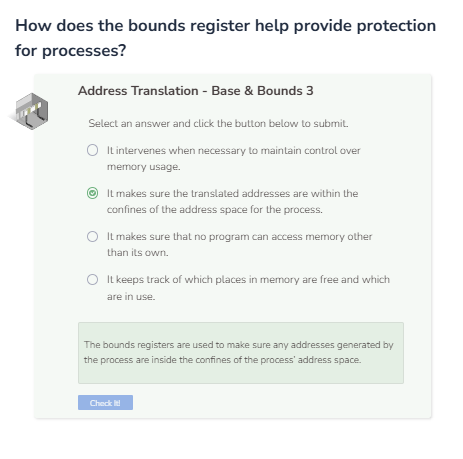 How does the bounds register help provide protection
for processes?
Address Translation - Base & Bounds 3
Select an answer and click the button below to submit.
It intervenes when necessary to maintain control over
memory usage.
It makes sure the translated addresses are within the
confines of the address space for the process.
It makes sure that no program can access memory other
than its own.
It keeps track of which places in memory are free and which
are in use.
The bounds registers are used to make sure any addresses generated by
the process are inside the confines of the process' address space.
Check It!